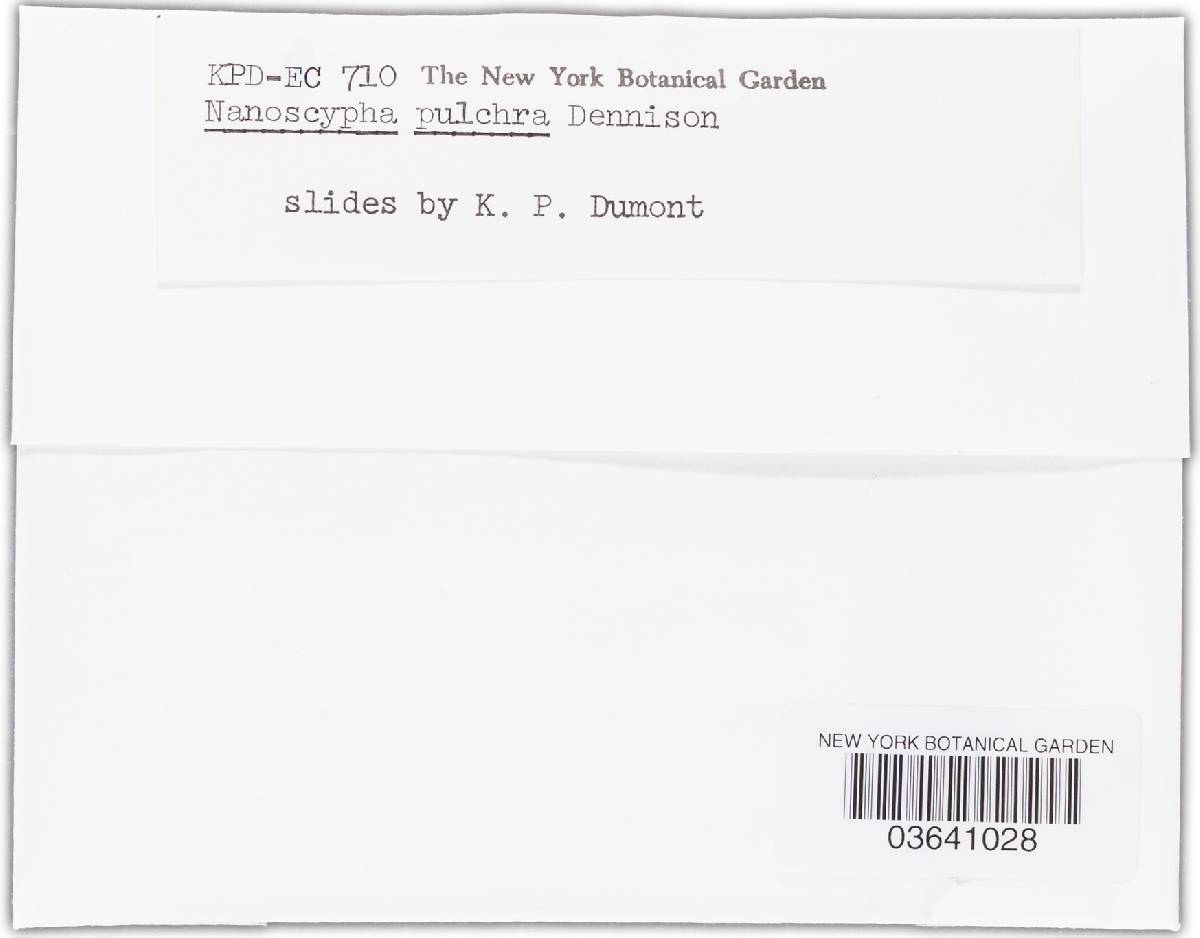 KPD-EC 710 The New York Botanical Garden
Nanoscypha pulchra Dennison
slides by K. P. Dumont
NEW YORK BOTANICAL GARDEN
03641028